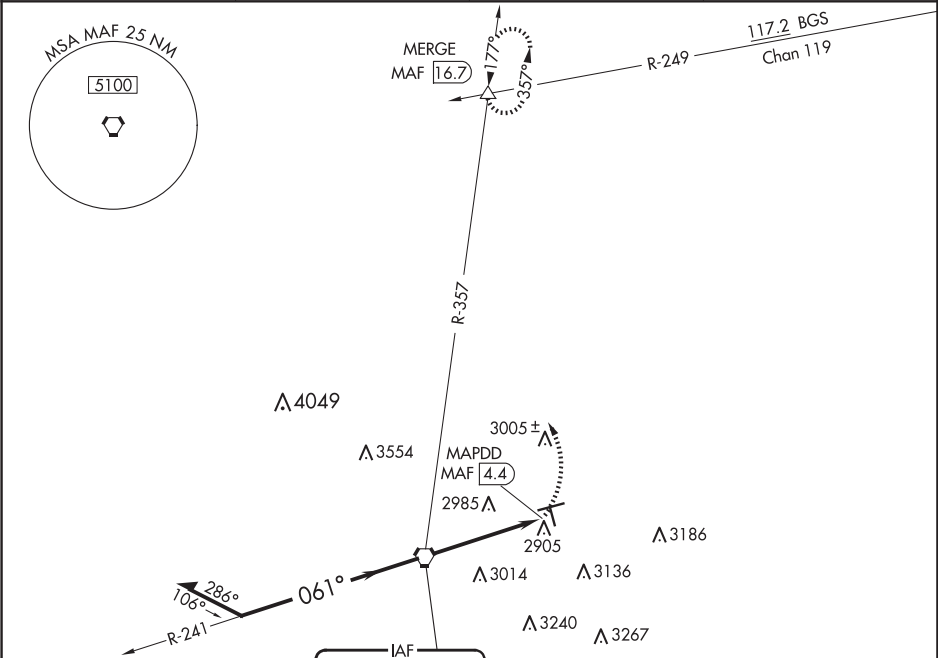 MSA MAF 25 NM
5100
MERGE
MAF 16.7
177°
357°
R-249
117.2 BGS
Chan 119
R-357
4049
3554
3005±
MAPDD
MAF 4.4
2985
2905
3186
3014
3136
061°
286°
106°
R-241
3240
3267
IAF